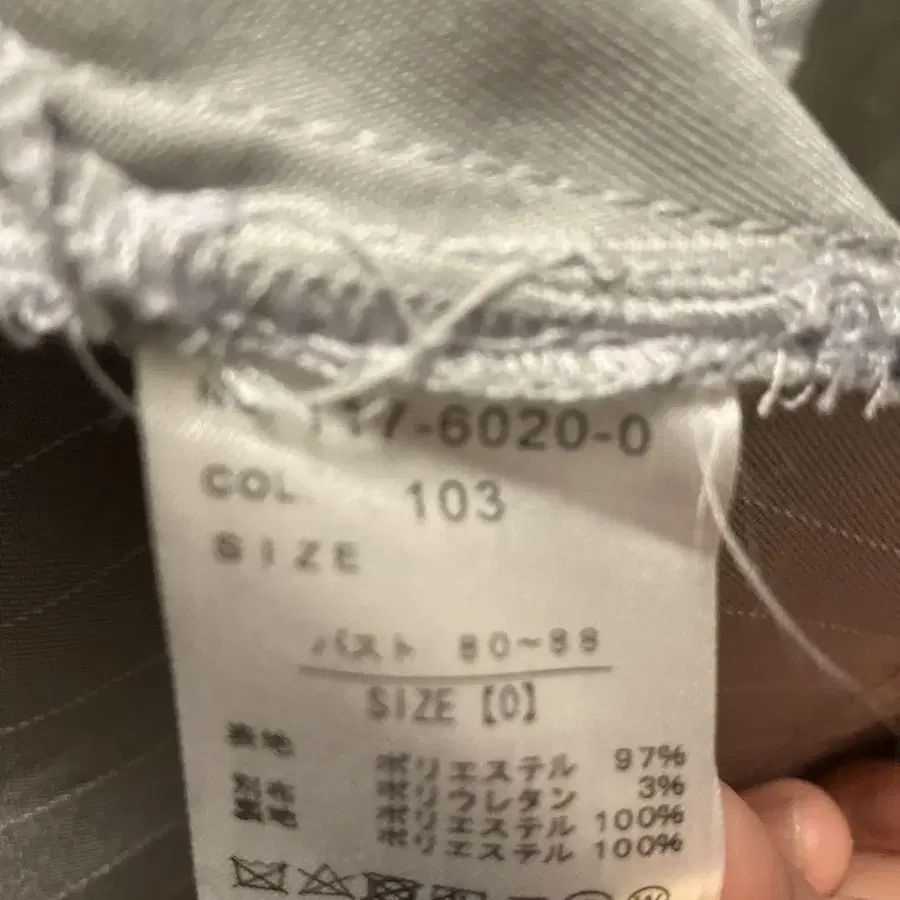 117-6020-0
COL 103
SIZE
バスト 80~88
SIZE【0】
表地 ポリエステル 97%
ポリウレタン 3%
別布 ポリエステル 100%
裏地 ポリエステル 100%